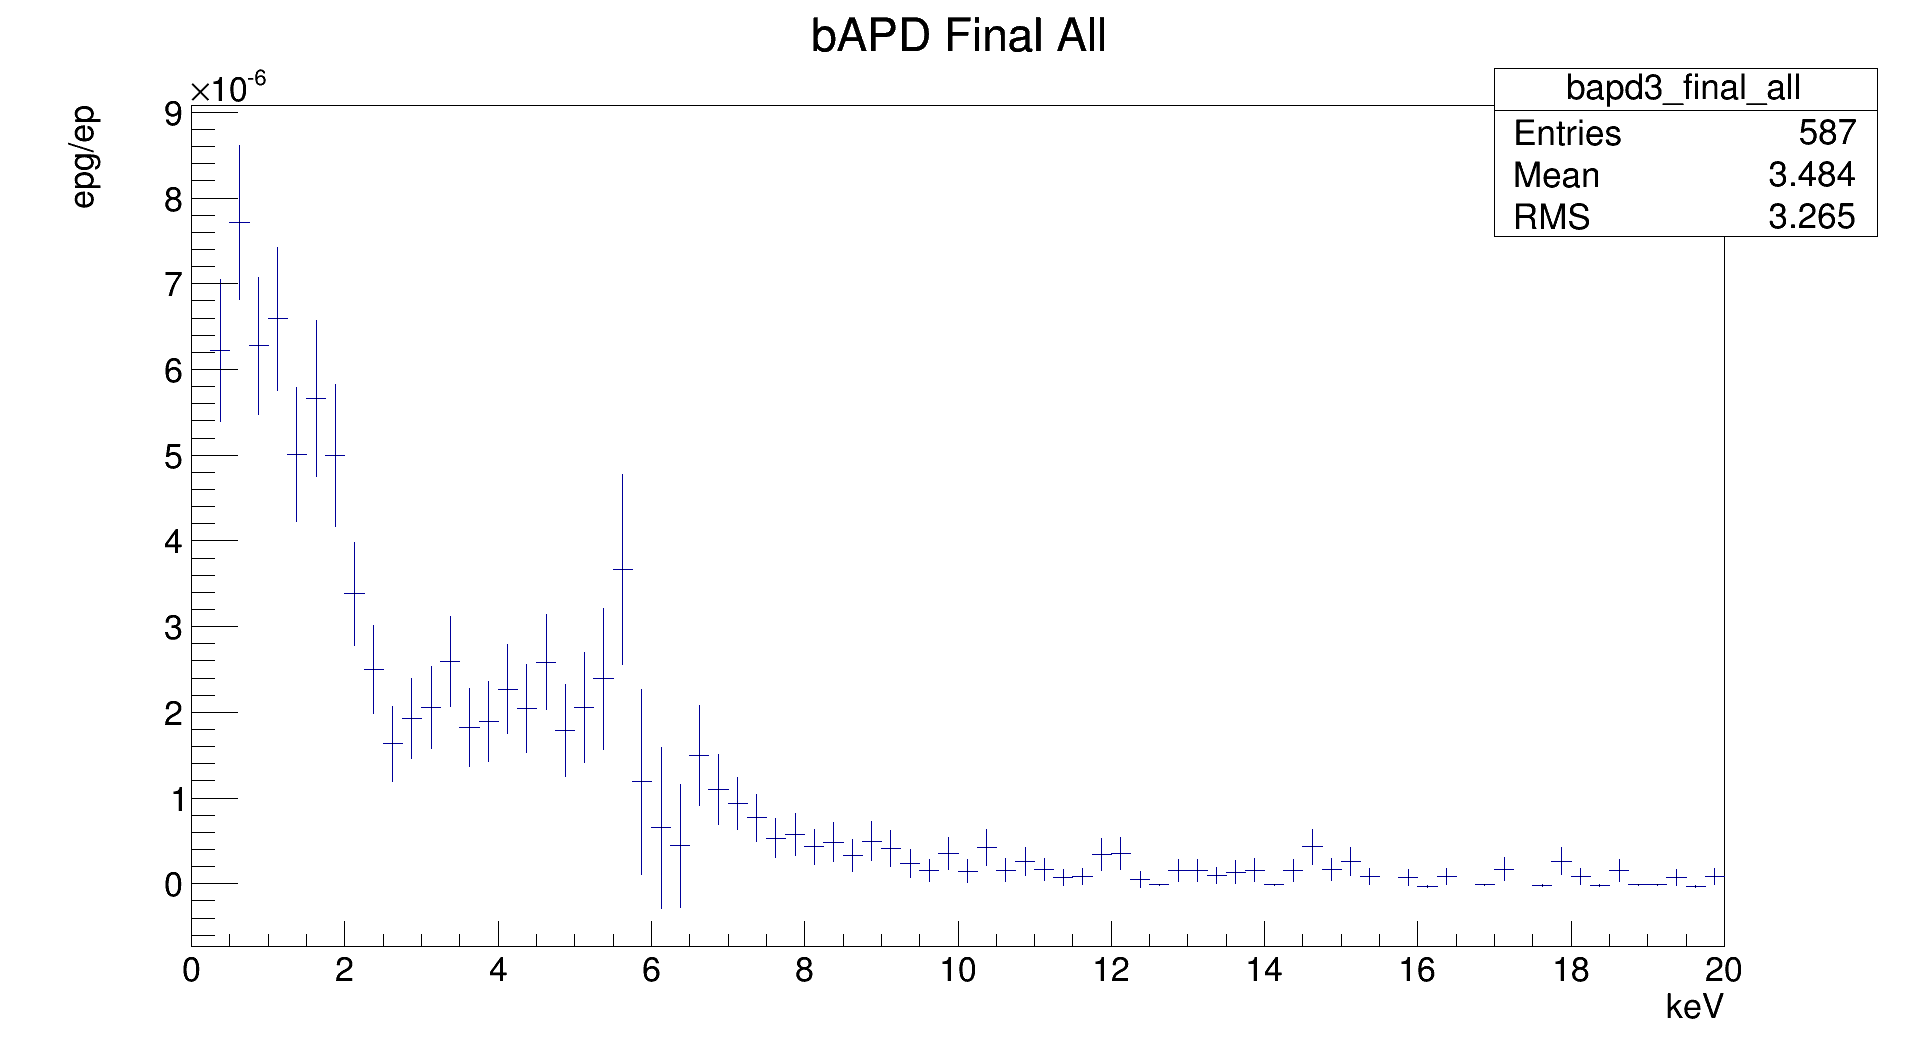 bAPD Final All
×10-6
epg/ep
bapd3_final_all
Entries 587
Mean 3.484
RMS 3.265
9
8
7
6
5
4
3
2
1
0
0 2 4 6 8 10 12 14 16 18 20
keV